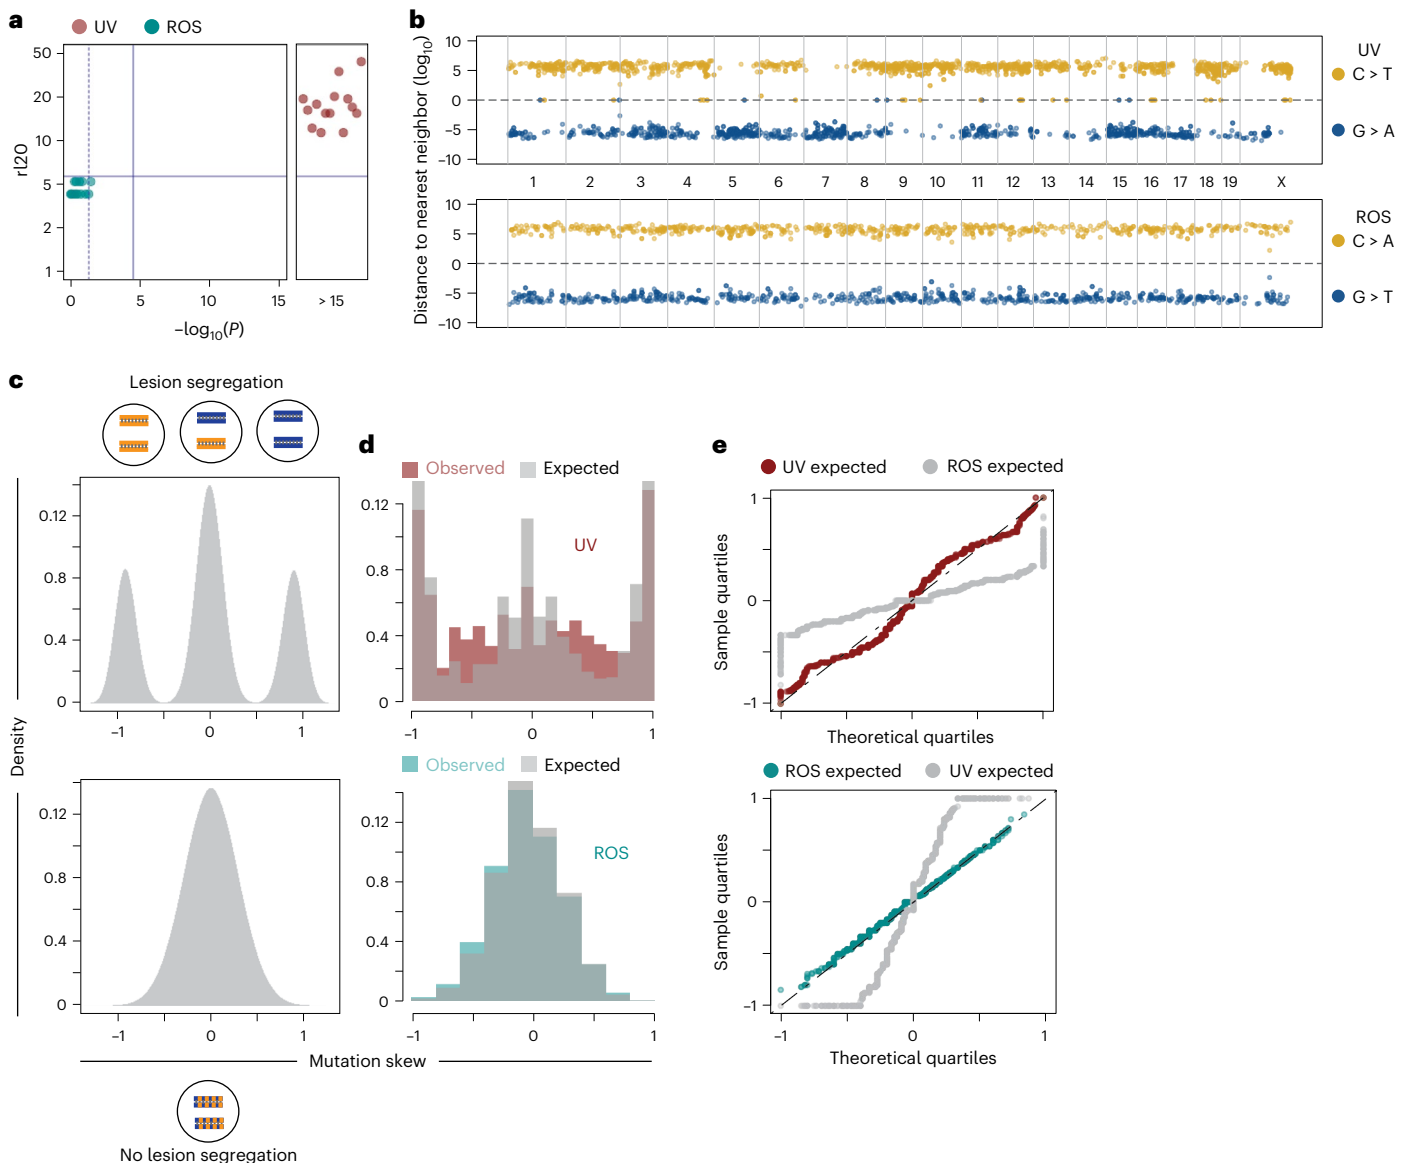 a
UV ROS
50
20
10
5
2
1
rl20
0 5 10 15
> 15
−log10(P)
b
Distance to nearest neighbor (log10)
10
5
0
−5
−10
UV
C > T
G > A
1 2 3 4 5 6 7 8 9 10 11 12 13 14 15 16 17 18 19 X
10
5
0
−5
−10
ROS
C > A
G > T
c
Lesion segregation
Density
0.12
0.8
0.4
0
−1 0 1
0.12
0.8
0.4
0
−1 0 1
Mutation skew
No lesion segregation
d
Observed Expected
0.12
0.8
0.4
0
UV
−1 0 1
Observed Expected
0.12
0.8
0.4
0
ROS
−1 0 1
e
UV expected ROS expected
Sample quartiles
1
0
−1
Theoretical quartiles
ROS expected UV expected
Sample quartiles
1
0
−1
−1 0 1
Theoretical quartiles